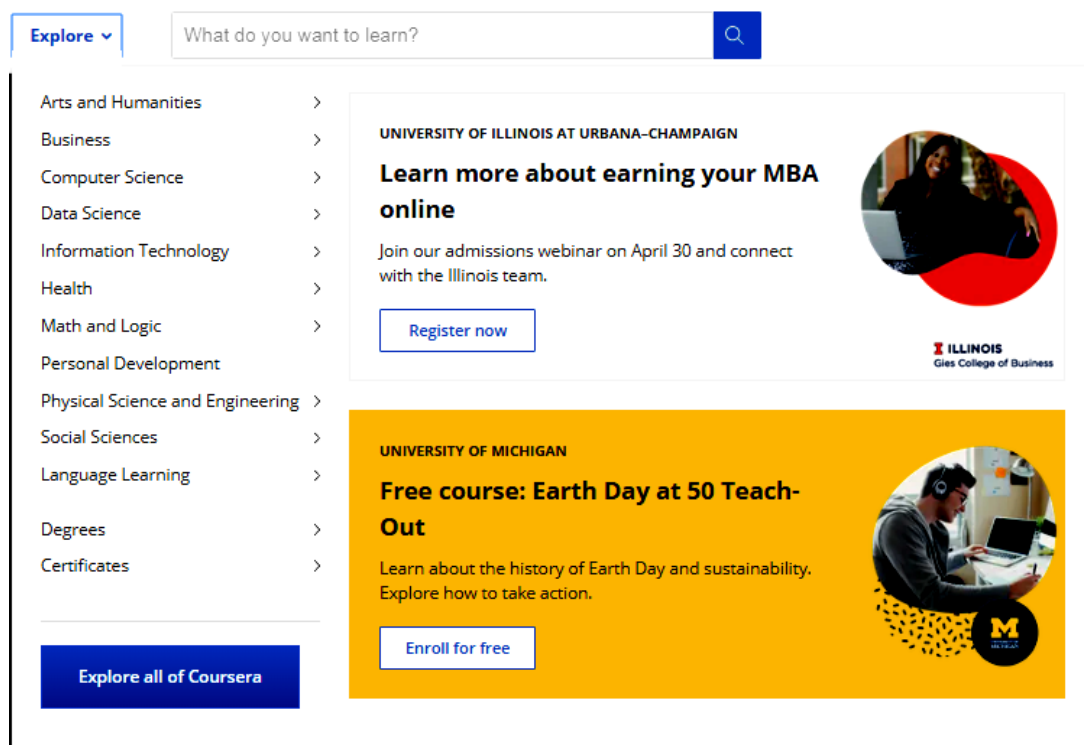 Explore
What do you want to learn?
Arts and Humanities
Business
Computer Science
Data Science
Information Technology
Health
Math and Logic
Personal Development
Physical Science and Engineering
Social Sciences
Language Learning
Degrees
Certificates
Explore all of Coursera
UNIVERSITY OF ILLINOIS AT URBANA–CHAMPAIGN
Learn more about earning your MBA
online
Join our admissions webinar on April 30 and connect
with the Illinois team.
Register now
I ILLINOIS
Gies College of Business
UNIVERSITY OF MICHIGAN
Free course: Earth Day at 50 Teach-
Out
Learn about the history of Earth Day and sustainability.
Explore how to take action.
Enroll for free
M